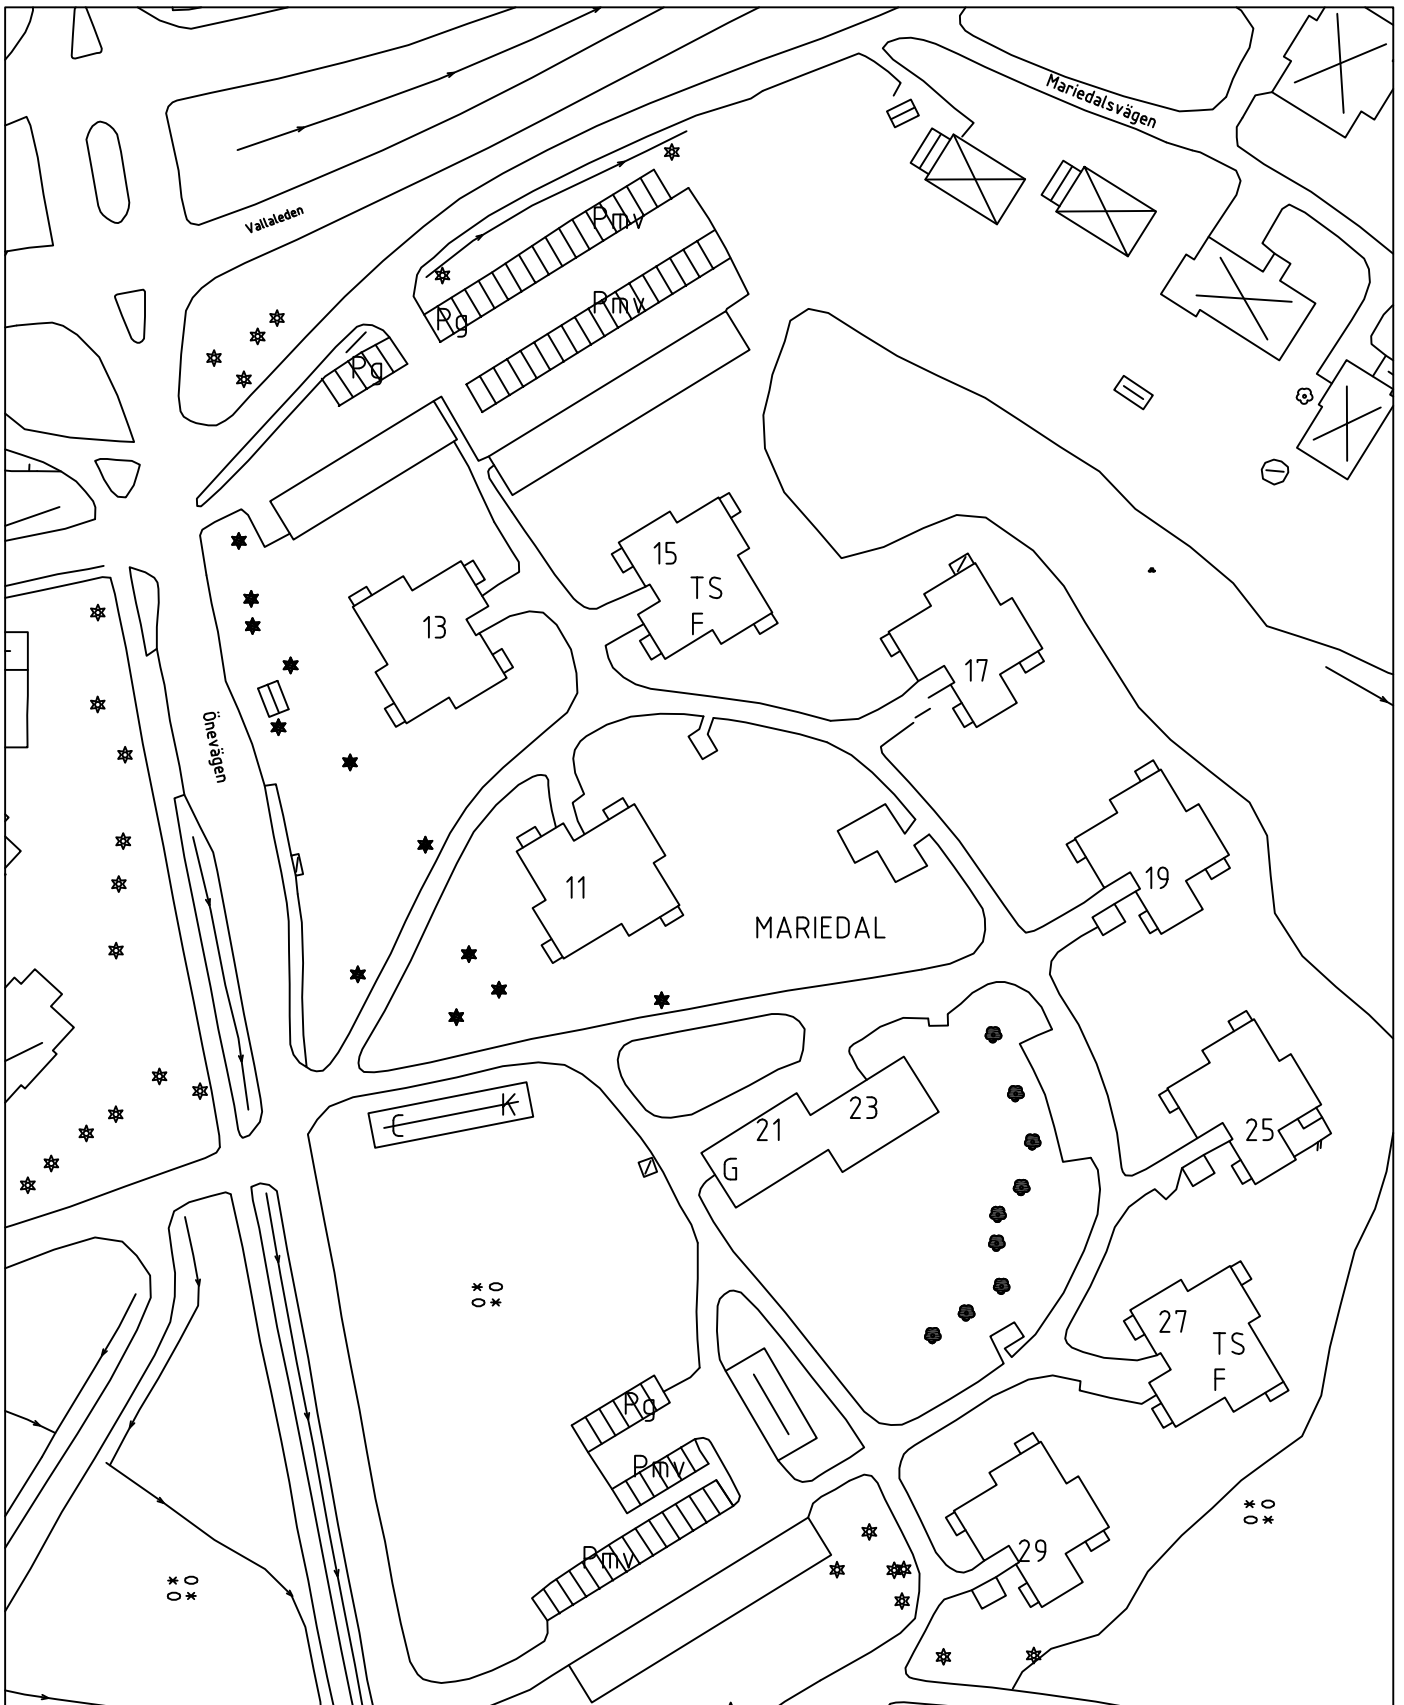 Mariedalsvägen
Vallaleden
Pmv
Pg
Pmv
Pg
15
TS
F
13
17
Önevägen
11
19
MARIEDAL
C K
23
21
G
25
27
TS
F
Pg
Pmv
Pmv
29